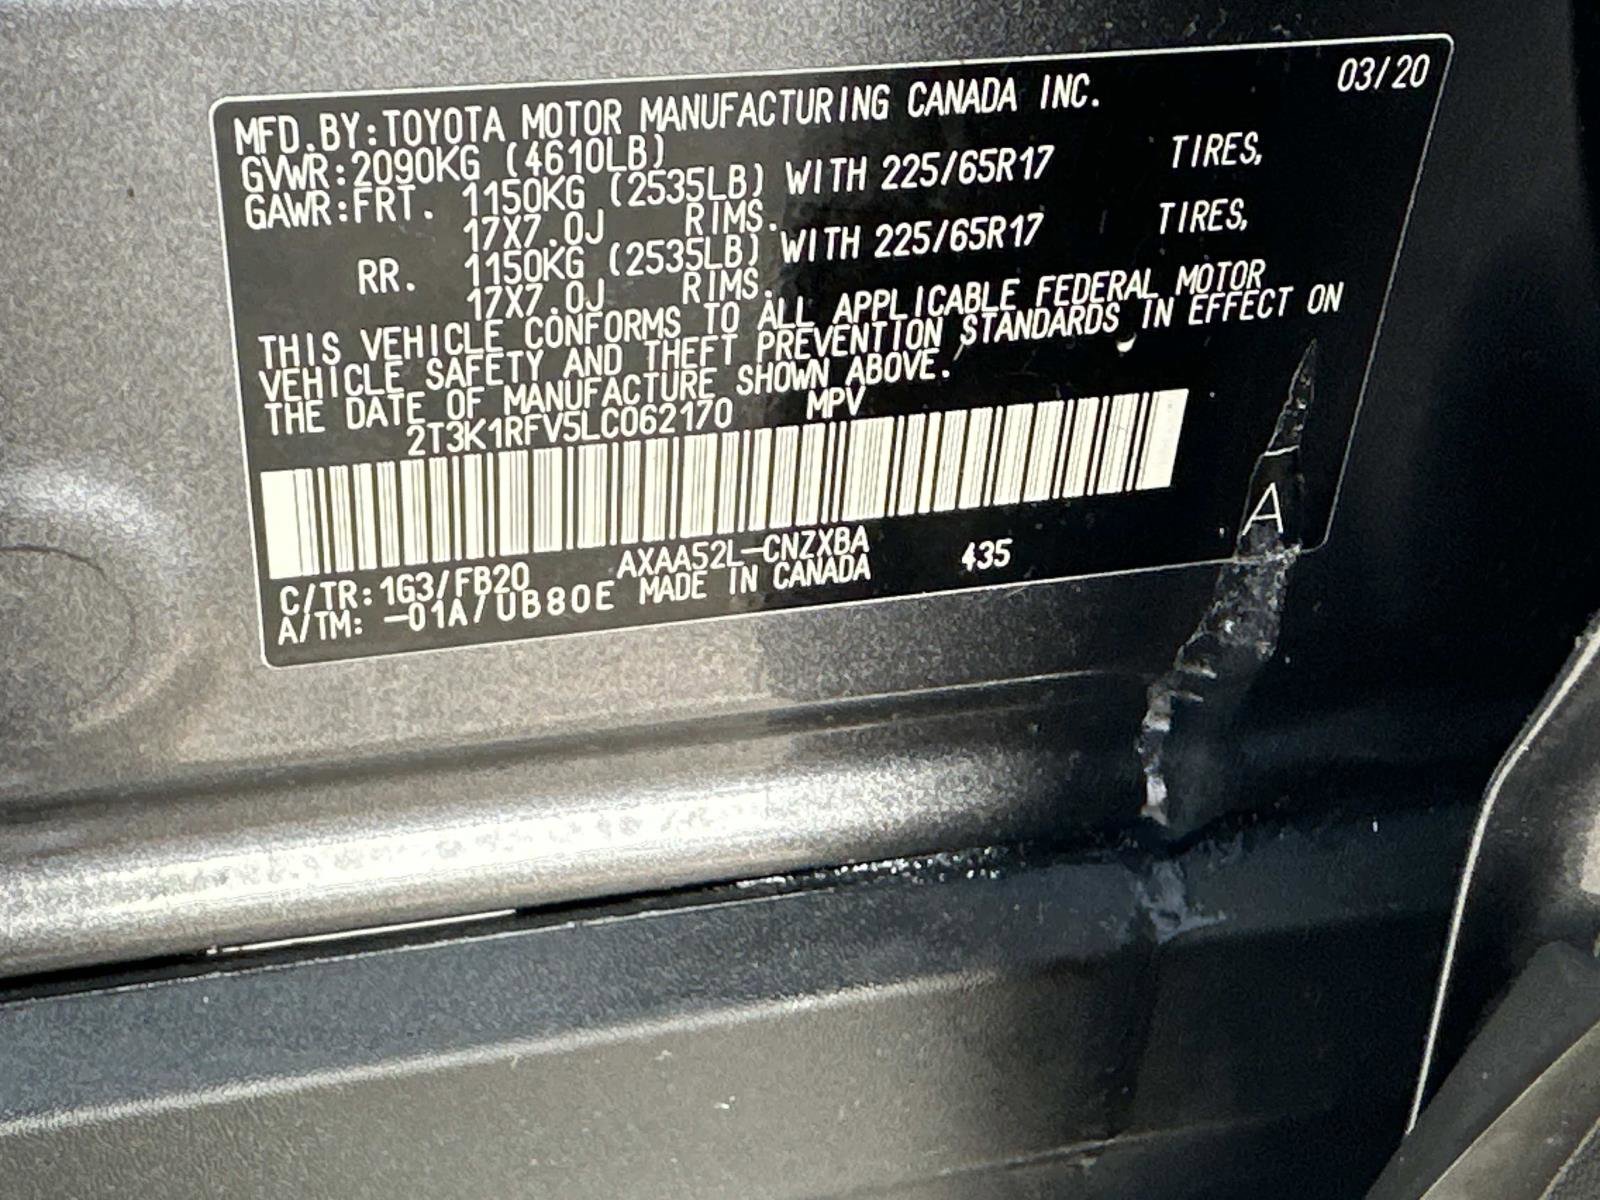 03/20
MFD.BY:TOYOTA MOTOR MANUFACTURING CANADA INC.
GVWR:2090KG (4610LB)
GAWR:FRT. 1150KG (2535LB) WITH 225/65R17 TIRES,
17X7.0J RIMS.
RR. 1150KG (2535LB) WITH 225/65R17 TIRES,
17X7.0J RIMS.
THIS VEHICLE CONFORMS TO ALL APPLICABLE FEDERAL MOTOR
VEHICLE SAFETY AND THEFT PREVENTION STANDARDS IN EFFECT ON
THE DATE OF MANUFACTURE SHOWN ABOVE.
2T3K1RFV5LC062170 MPV
A
C/TR:1G3/FB20 AXAA52L-CNZXBA 435
A/TM: -01A/UB80E MADE IN CANADA